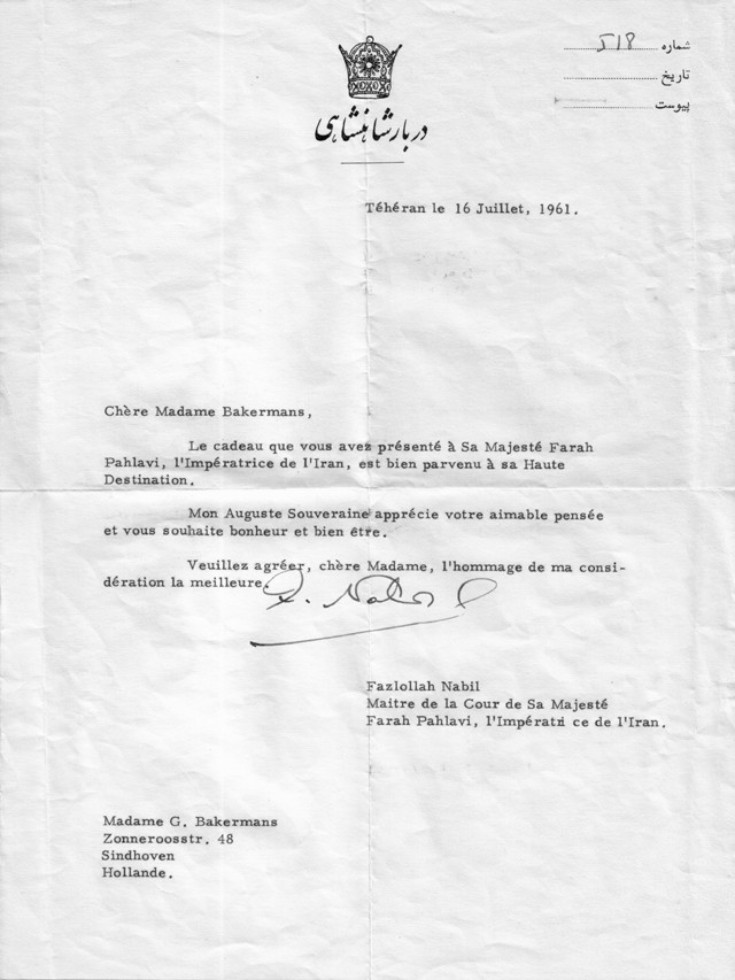 شماره ۵۱۸
تاریخ
پیوست
دربار شاهنشاهی
Téhéran le 16 Juillet, 1961.
Chère Madame Bakermans,
Le cadeau que vous avez présenté à Sa Majesté Farah
Pahlavi, l'Impératrice de l'Iran, est bien parvenu à sa Haute
Destination.
Mon Auguste Souveraine apprécie votre aimable pensée
et vous souhaite bonheur et bien être.
Veuillez agréer, chère Madame, l'hommage de ma consi-
dération la meilleure.
F. Nabil
Fazlollah Nabil
Maitre de la Cour de Sa Majesté
Farah Pahlavi, l'Impératri ce de l'Iran.
Madame G. Bakermans
Zonneroosstr. 48
Sindhoven
Hollande.